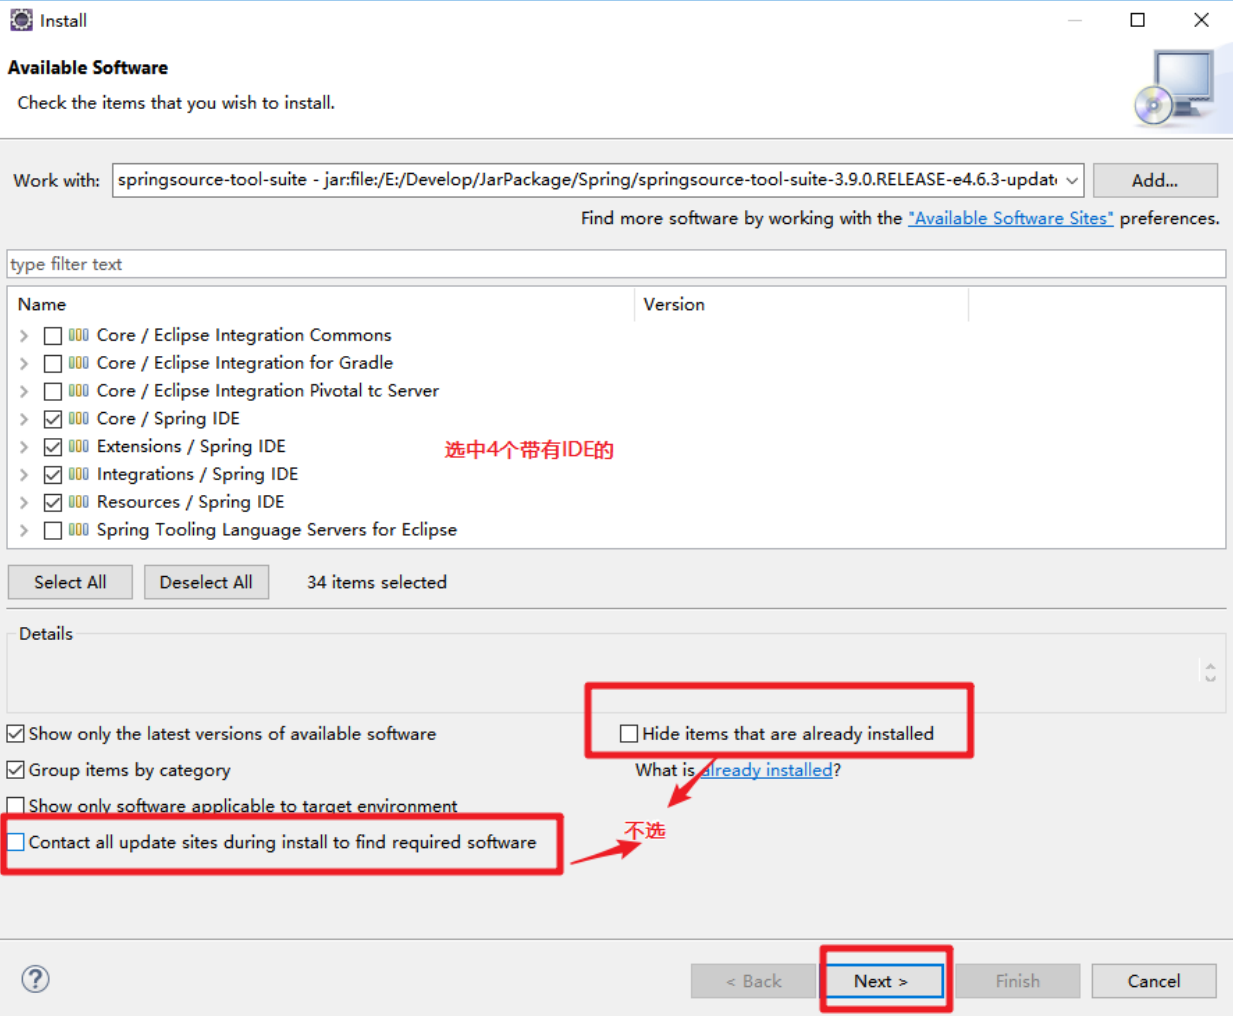 Install
Available Software
Check the items that you wish to install.
Work with: springsource-tool-suite - jar:file:/E:/Develop/JarPackage/Spring/springsource-tool-suite-3.9.0.RELEASE-e4.6.3-update Add...
Find more software by working with the "Available Software Sites" preferences.
type filter text
Name Version
Core / Eclipse Integration Commons
Core / Eclipse Integration for Gradle
Core / Eclipse Integration Pivotal tc Server
Core / Spring IDE
Extensions / Spring IDE
选中4个带有IDE的
Integrations / Spring IDE
Resources / Spring IDE
Spring Tooling Language Servers for Eclipse
Select All Deselect All 34 items selected
Details
Show only the latest versions of available software Hide items that are already installed
Group items by category What is already installed?
Show only software applicable to target environment
不选
Contact all update sites during install to find required software
? < Back Next > Finish Cancel